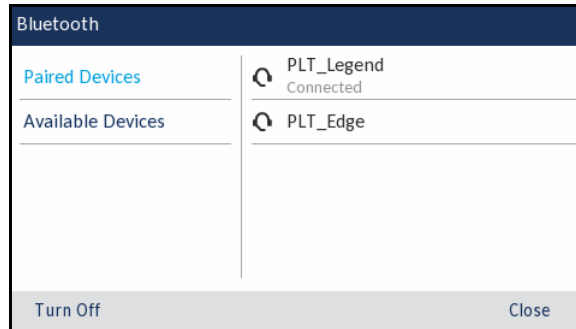 Bluetooth
Paired Devices
Available Devices
PLT_Legend
Connected
PLT_Edge
Turn Off
Close